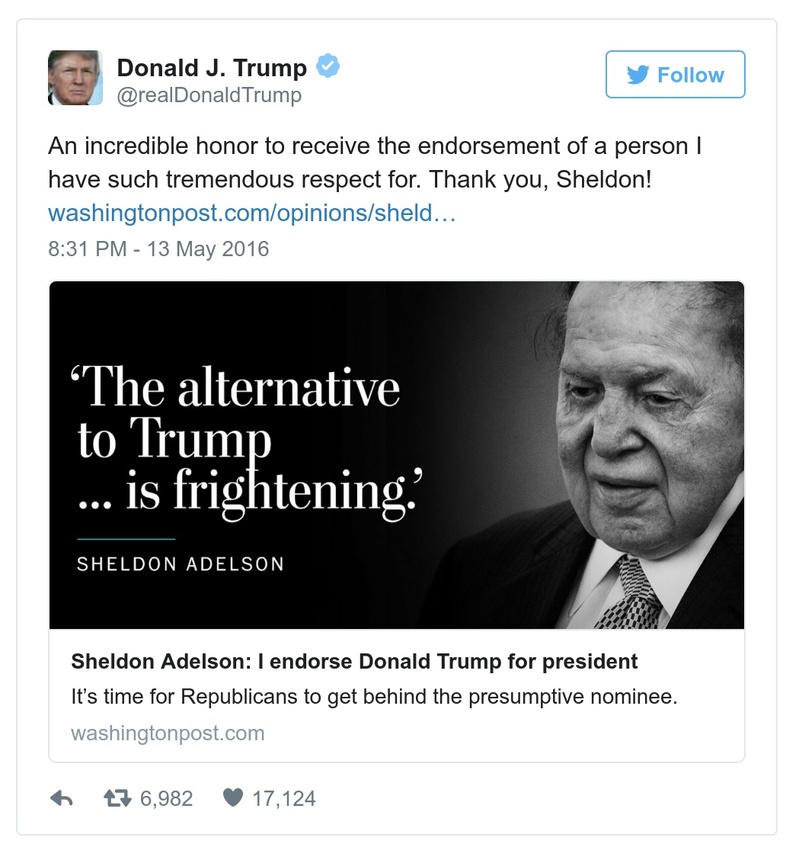 Donald J. Trump
@realDonaldTrump
Follow
An incredible honor to receive the endorsement of a person I
have such tremendous respect for. Thank you, Sheldon!
washingtonpost.com/opinions/sheld…
8:31 PM - 13 May 2016
‘The alternative
to Trump
... is frightening.’
SHELDON ADELSON
Sheldon Adelson: I endorse Donald Trump for president
It’s time for Republicans to get behind the presumptive nominee.
washingtonpost.com
6,982 17,124